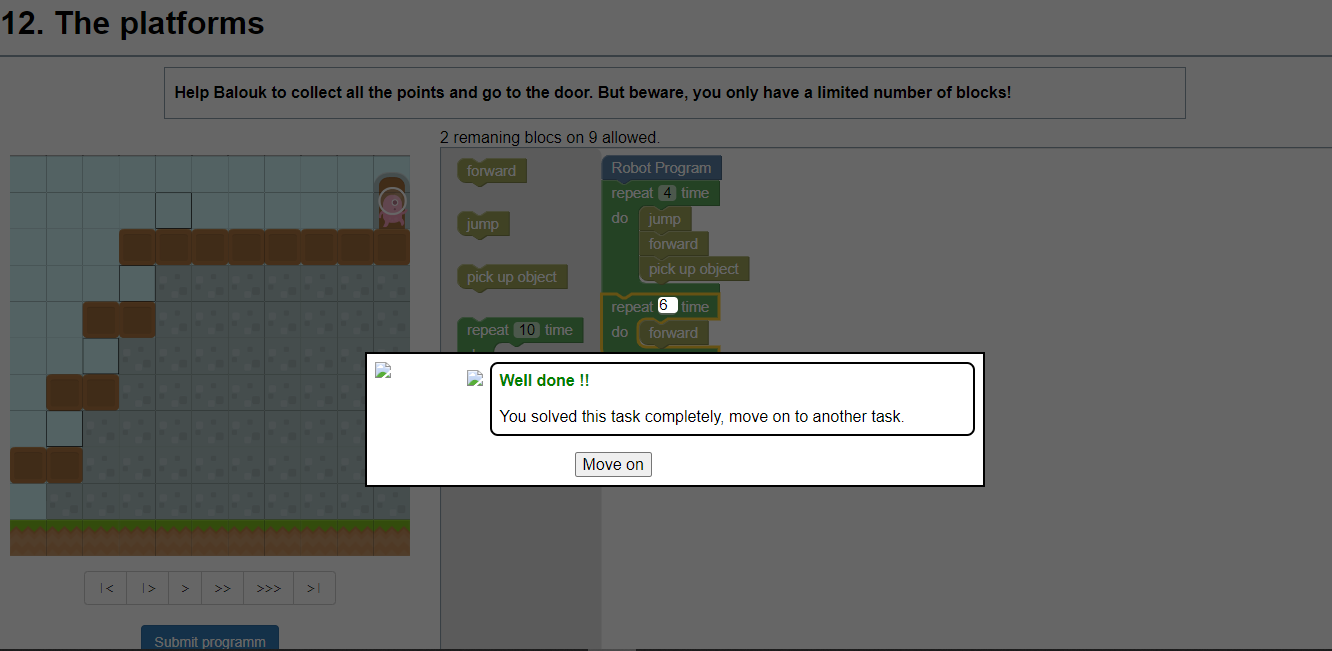 12. The platforms
Help Balouk to collect all the points and go to the door. But beware, you only have a limited number of blocks!
2 remaning blocs on 9 allowed.
forward
jump
pick up object
repeat 10 time
Robot Program
repeat 4 time
do jump
forward
pick up object
repeat 6 time
do forward
Well done !!
You solved this task completely, move on to another task.
Move on
|< |> > >> >>> >|
Submit programm